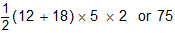 1/2(12 + 18) × 5 × 2 or 75